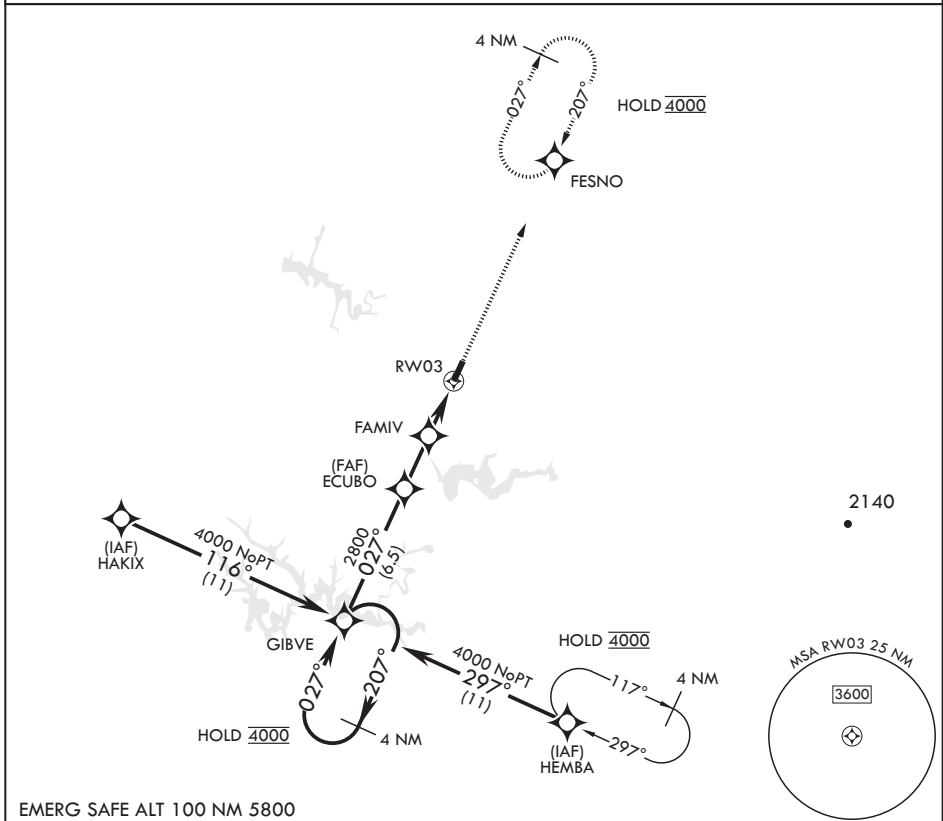 4 NM
027°
207°
HOLD 4000
FESNO
RW03
FAMIV
(FAF)
ECUBO
2140
(IAF)
HAKIX
4000 NoPT
116°
(11)
2800
027°
(6.5)
GIBVE
HOLD 4000
4000 NoPT
297°
(11)
117°
4 NM
MSA RW03 25 NM
3600
027°
207°
HOLD 4000
4 NM
297°
(IAF)
HEMBA
EMERG SAFE ALT 100 NM 5800